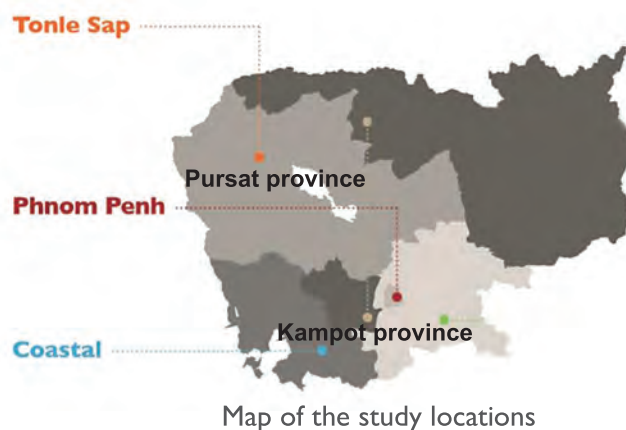 Tonle Sap
Pursat province
Phnom Penh
Kampot province
Coastal
Map of the study locations